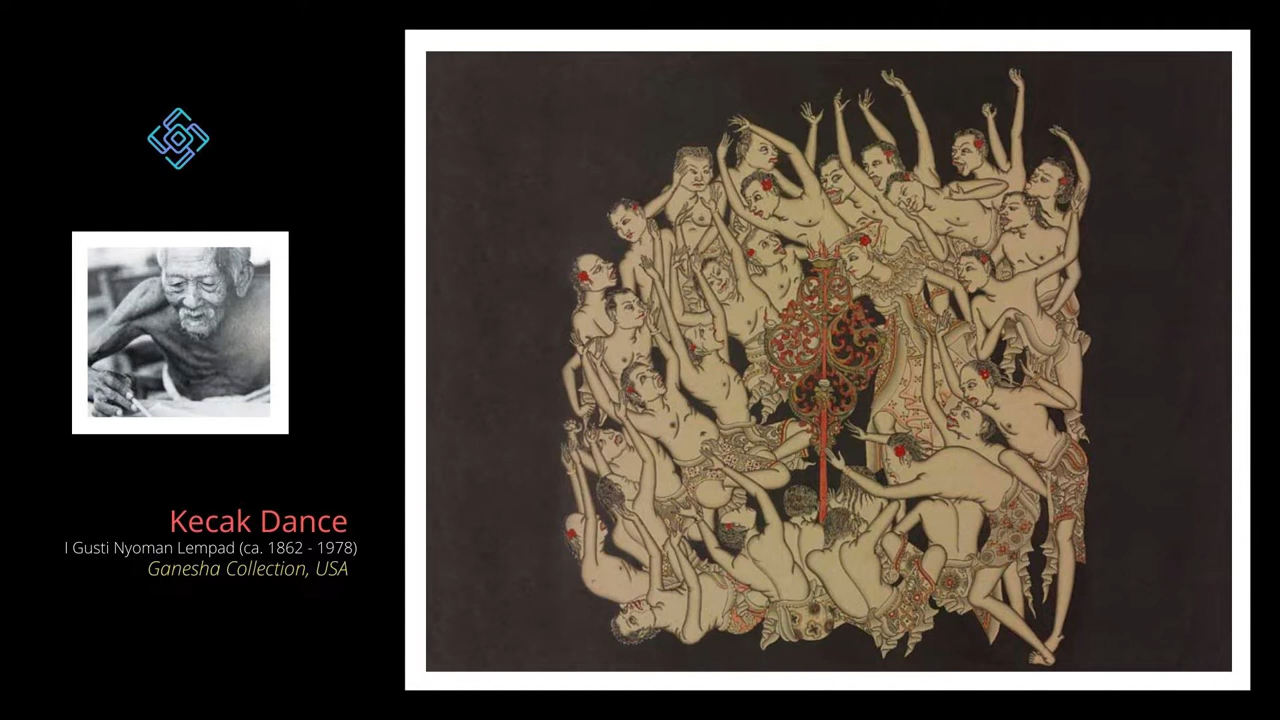 Kecak Dance
I Gusti Nyoman Lempad (ca. 1862 - 1978)
Ganesha Collection, USA